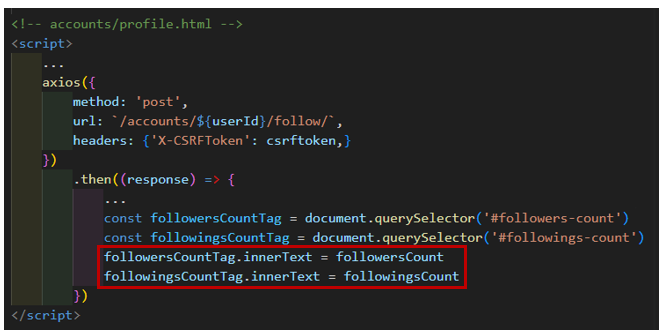 <!-- accounts/profile.html -->
<script>
...
axios({
method: 'post',
url: `/accounts/${userId}/follow/`,
headers: {'X-CSRFToken': csrftoken,}
})
.then((response) => {
...
const followersCountTag = document.querySelector('#followers-count')
const followingsCountTag = document.querySelector('#followings-count')
followersCountTag.innerText = followersCount
followingsCountTag.innerText = followingsCount
})
</script>